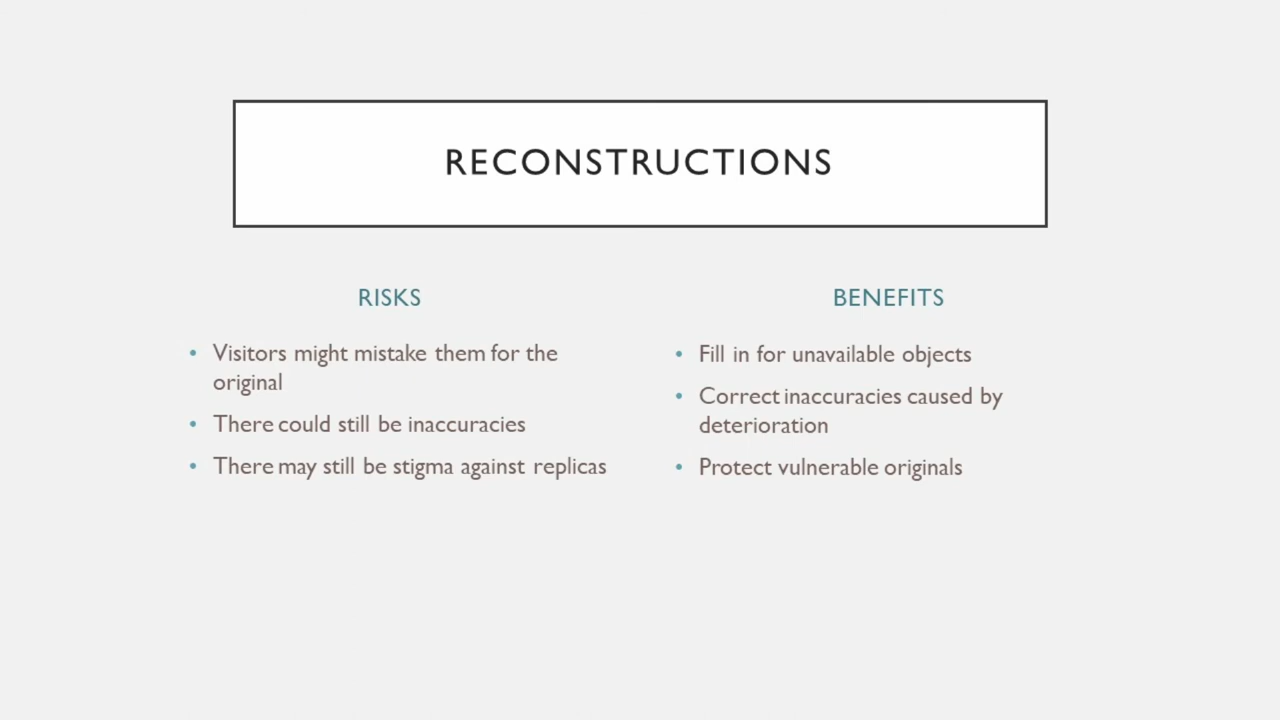 RECONSTRUCTIONS
RISKS
Visitors might mistake them for the
original
There could still be inaccuracies
There may still be stigma against replicas
BENEFITS
Fill in for unavailable objects
Correct inaccuracies caused by
deterioration
Protect vulnerable originals